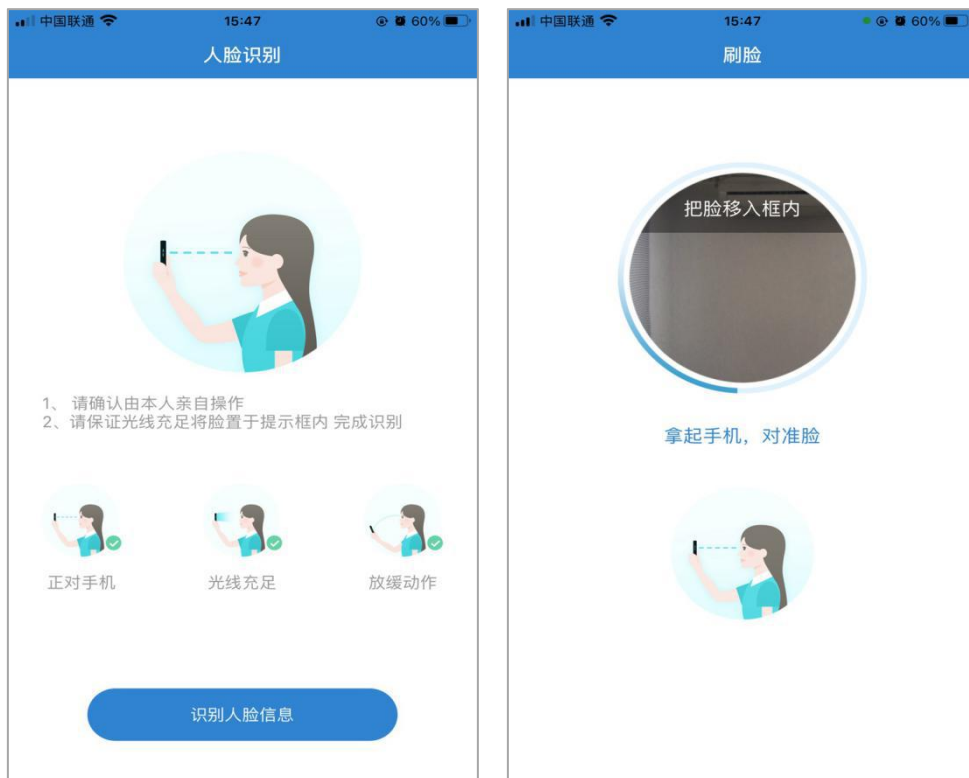 中国联通 15:47 60%
人脸识别
1、 请确认由本人亲自操作
2、请保证光线充足将脸置于提示框内 完成识别
正对手机 光线充足 放缓动作
识别人脸信息
中国联通 15:47 60%
刷脸
把脸移入框内
拿起手机，对准脸